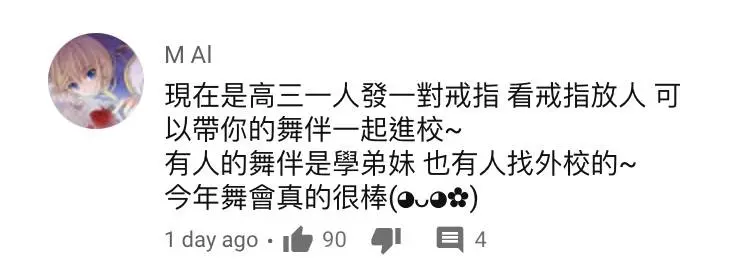 M Al
現在是高三一人發一對戒指 看戒指放人 可
以帶你的舞伴一起進校~
有人的舞伴是學弟妹 也有人找外校的~
今年舞會真的很棒(◕ᴗ◕✿)
1 day ago • 90 4